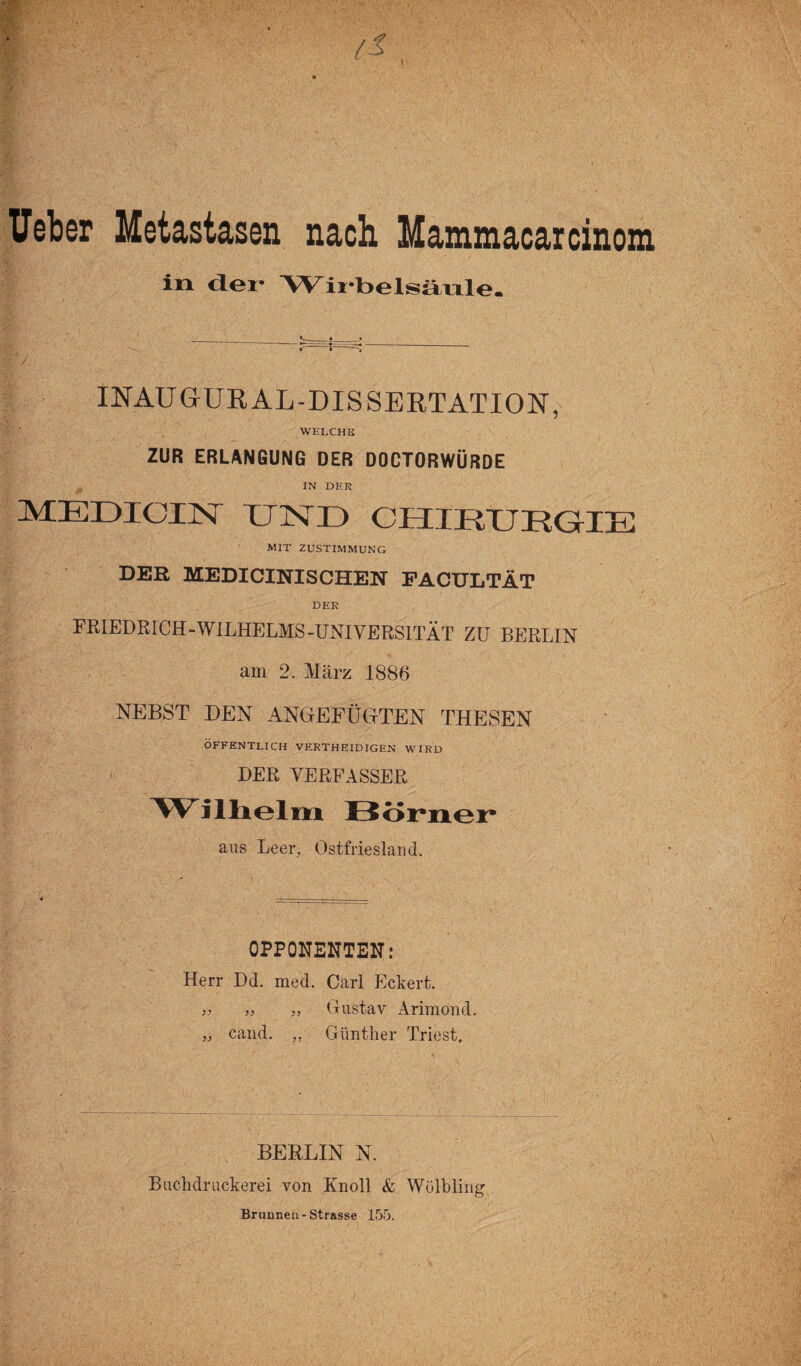 13
Ueber Metastasen nach Mammacarcinom
in der Wirbelsäule.
INAUGURAL-DISSERTATION,
WELCHE
ZUR ERLANGUNG DER DOCTORWÜRDE
IN DER
MEDICIN UND CHIRURGIE
MIT ZUSTIMMUNG
DER MEDICINISCHEN FACULTÄT
DER
FRIEDRICH-WILHELMS-UNIVERSITÄT ZU BERLIN
am 2. März 1886
NEBST DEN ANGEFÜGTEN THESEN
ÖFFENTLICH VERTHEIDIGEN WIRD
DER VERFASSER
Wilhelm Börner
aus Leer, Ostfriesland.
OPPONENTEN:
Herr Dd. med. Carl Eckert.
„ „ „ Gustav Arimond.
„ cand. „ Günther Triest.
BERLIN N.
Buchdruckerei von Knoll & Wölbling
Brunnen-Strasse 155.